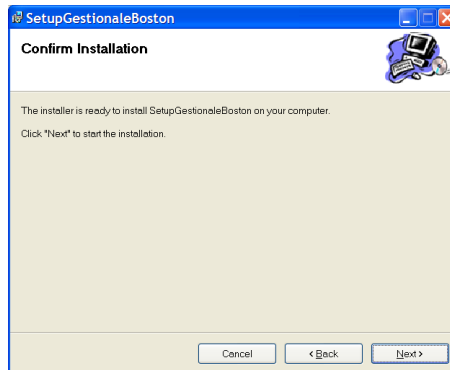 SetupGestionaleBoston
Confirm Installation
The installer is ready to install SetupGestionaleBoston on your computer.
Click "Next" to start the installation.
Cancel
< Back
Next >